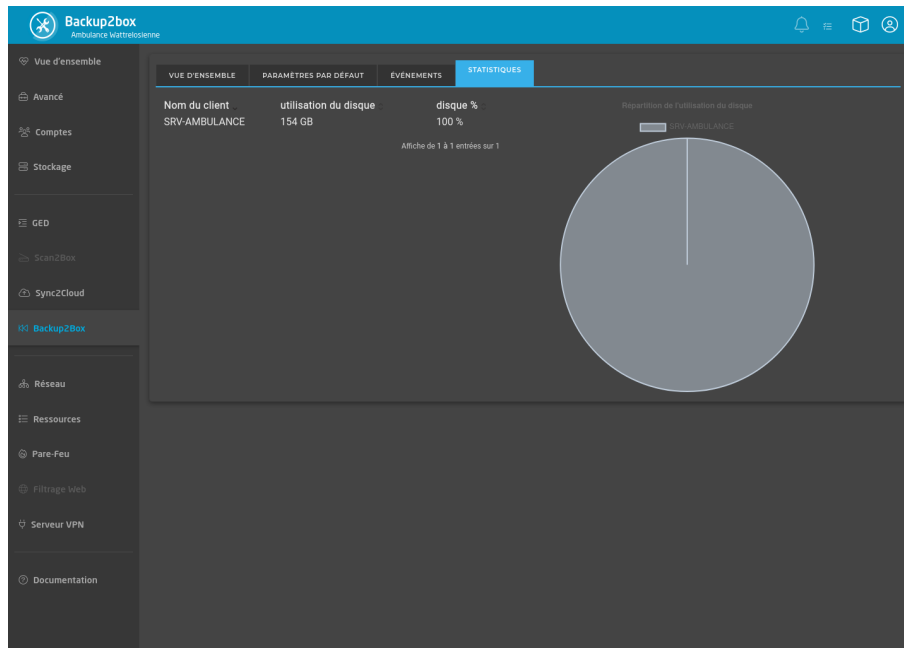 Backup2box
Ambulance Wattrelosienne
Vue d'ensemble
Avancé
Comptes
Stockage
GED
Scan2Box
Sync2Cloud
Backup2Box
Réseau
Ressources
Pare-Feu
Filtrage Web
Serveur VPN
Documentation
VUE D'ENSEMBLE PARAMÈTRES PAR DÉFAUT ÉVÉNEMENTS STATISTIQUES
Nom du client utilisation du disque disque %
SRV-AMBULANCE 154 GB 100 %
Affiche de 1 à 1 entrées sur 1
Répartition de l'utilisation du disque
SRV-AMBULANCE